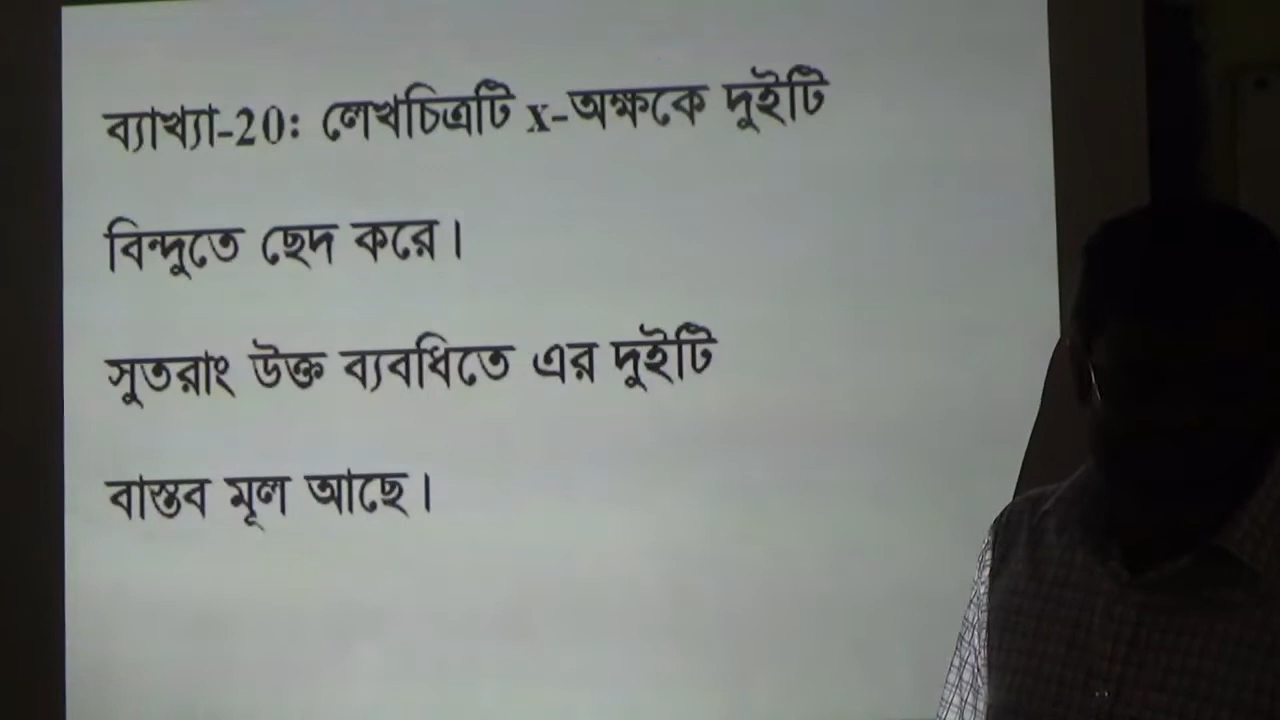 ব্যাখ্যা-20: লেখচিত্রটি x-অক্ষকে দুইটি
বিন্দুতে ছেদ করে।
সুতরাং উক্ত ব্যবধিতে এর দুইটি
বাস্তব মূল আছে।